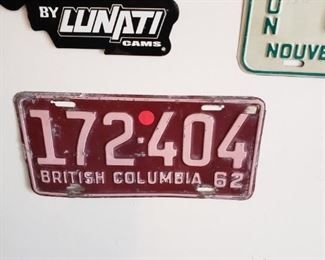 BY LUNATI
CAMS
UN
NOUVE
172·404
BRITISH COLUMBIA 62